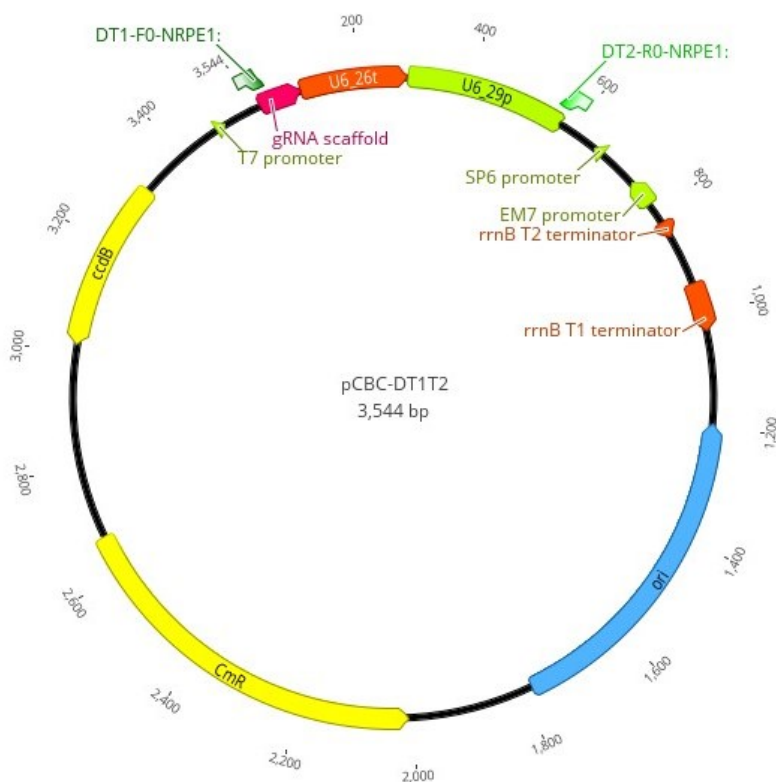 DT1-F0-NRPE1:
3,544
200
400
U6_26t
U6_29p
DT2-R0-NRPE1:
600
3,400
gRNA scaffold
T7 promoter
SP6 promoter
800
EM7 promoter
rrnB T2 terminator
3,200
ccdB
1,000
rrnB T1 terminator
3,000
pCBC-DT1T2
3,544 bp
1,200
2,800
1,400
ori
2,600
1,600
CmR
2,400
1,800
2,200
2,000